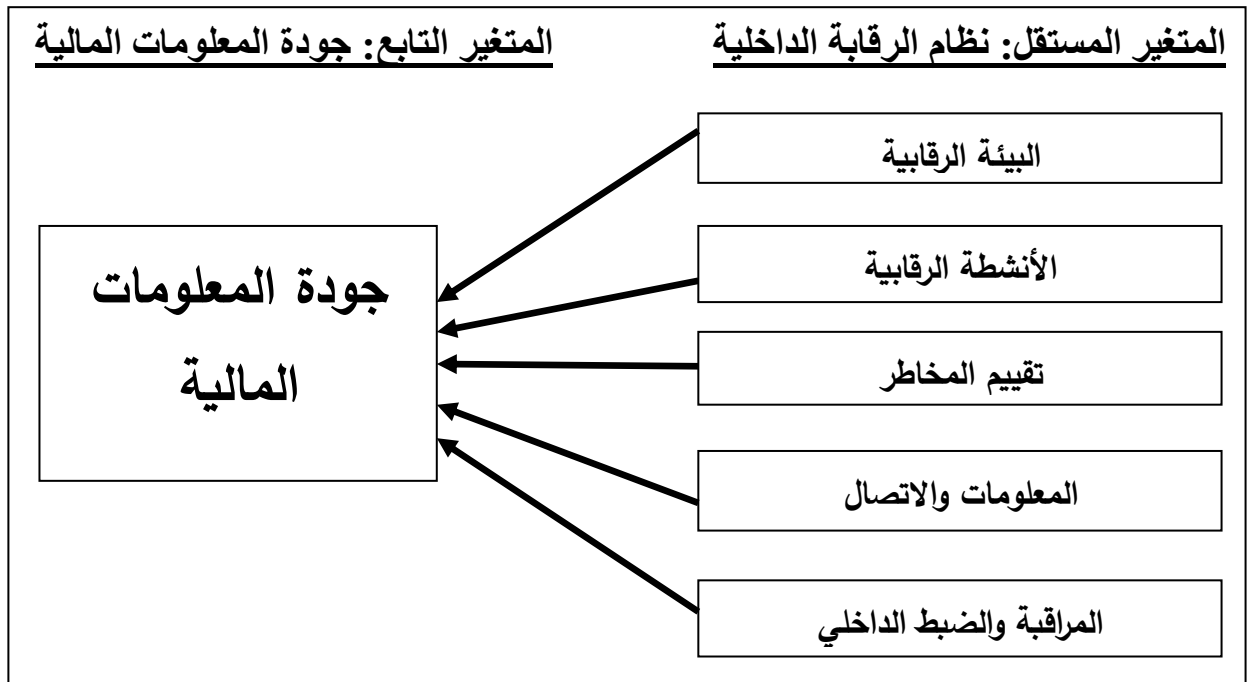 المتغير المستقل: نظام الرقابة الداخلية
المتغير التابع: جودة المعلومات المالية
البيئة الرقابية
الأنشطة الرقابية
تقييم المخاطر
المعلومات والاتصال
المراقبة والضبط الداخلي
جودة المعلومات
المالية